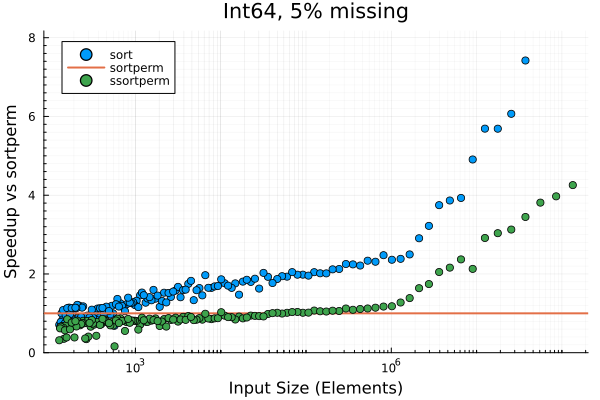 Int64, 5% missing
8
6
4
2
0
Speedup vs sortperm
sort
sortperm
ssortperm
10³
10⁶
Input Size (Elements)